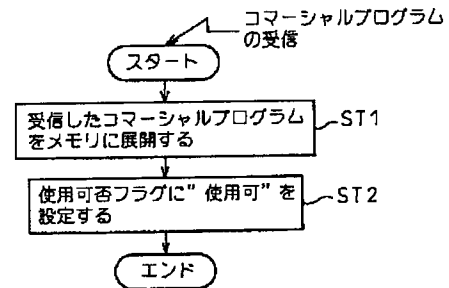 コマーシャルプログラム
の受信
スタート
受信したコマーシャルプログラム
をメモリに展開する
ST1
使用可否フラグに”使用可”を
設定する
ST2
エンド